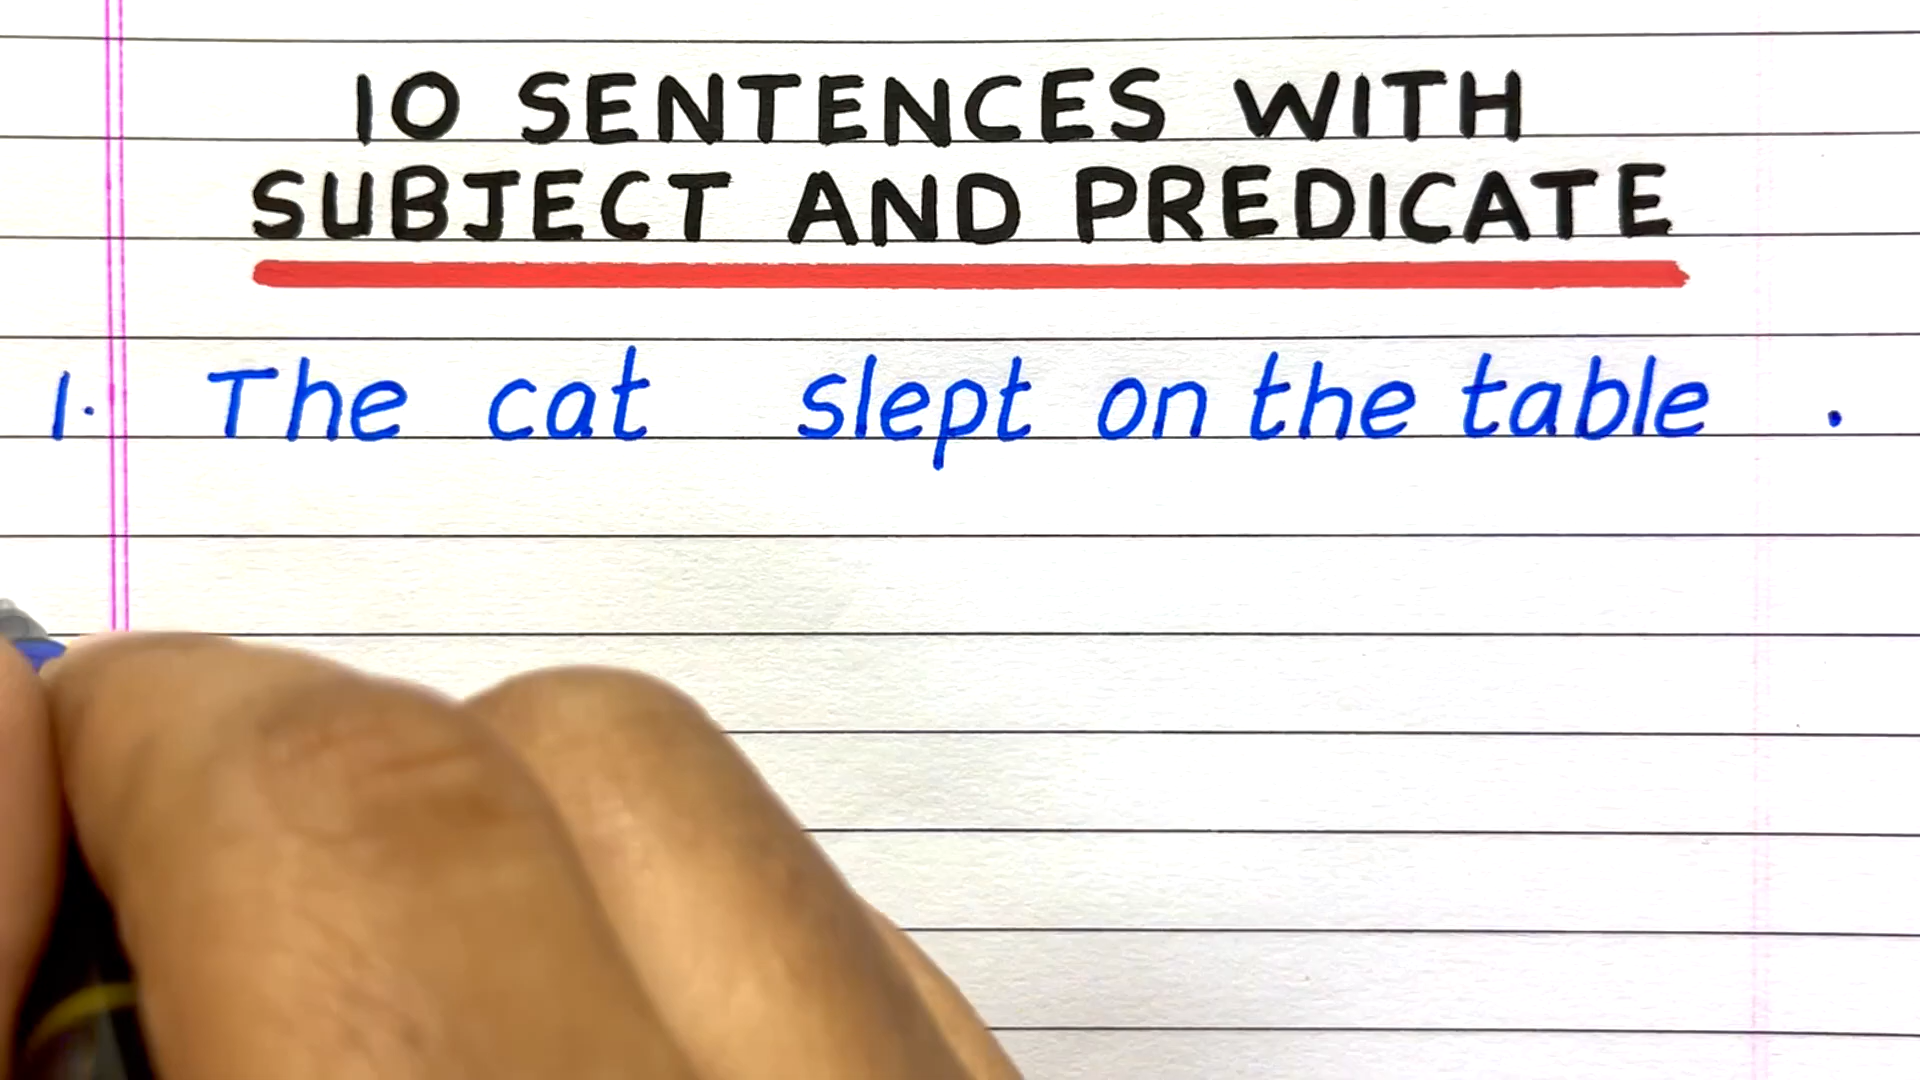 10 SENTENCES WITH
SUBJECT AND PREDICATE
1. The cat slept on the table .